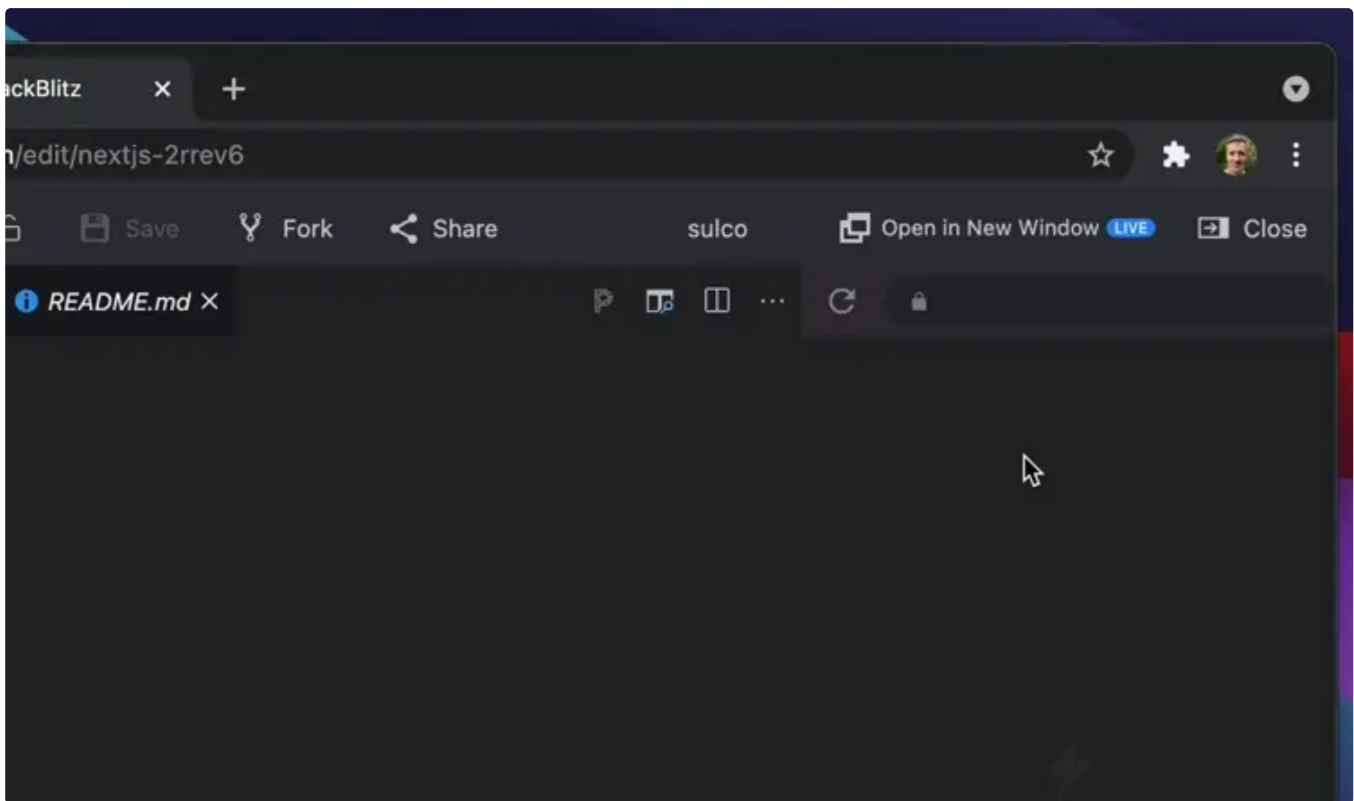 ackBlitz
n/edit/nextjs-2rrev6
Save Fork Share sulco Open in New Window LIVE Close
README.md